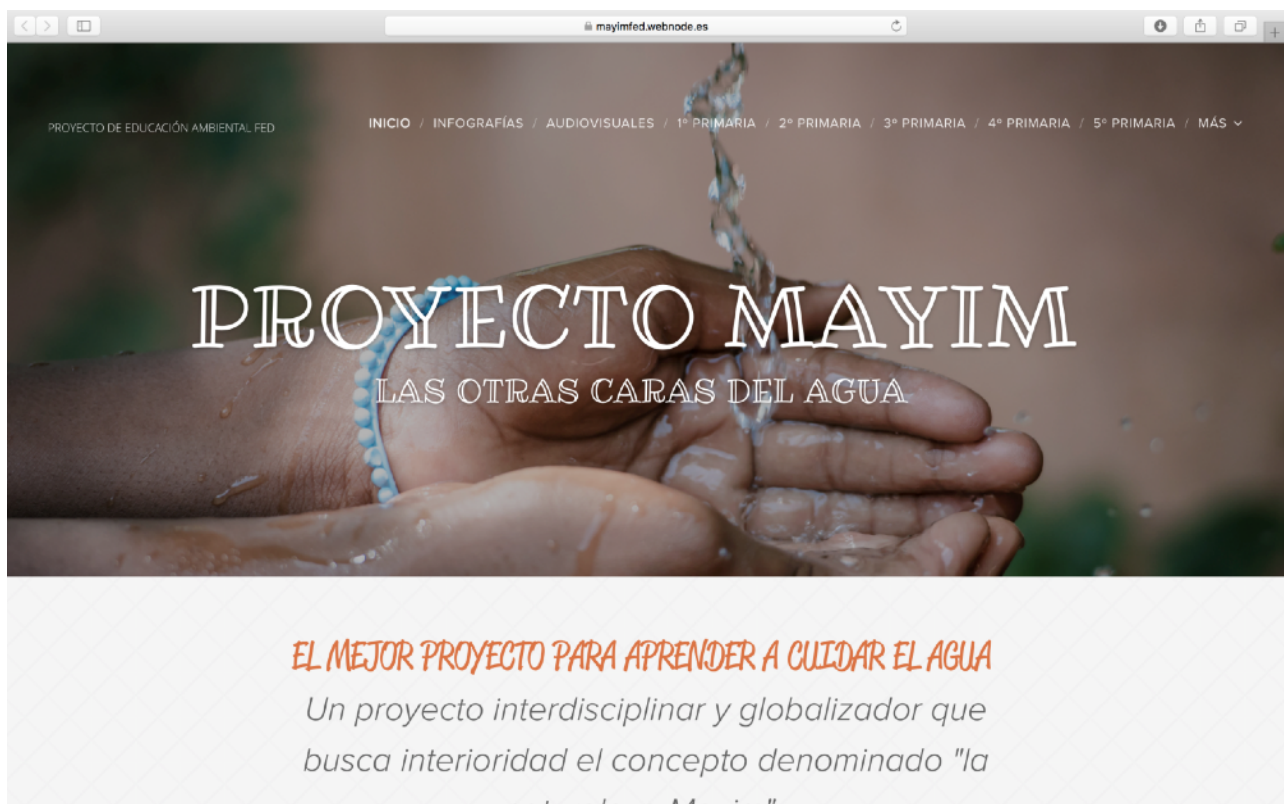 mayimfed.webnode.es
PROYECTO DE EDUCACIÓN AMBIENTAL FED
INICIO / INFOGRAFÍAS / AUDIOVISUALES / 1º PRIMARIA / 2º PRIMARIA / 3º PRIMARIA / 4º PRIMARIA / 5º PRIMARIA / MÁS
PROYECTO MAYIM
LAS OTRAS CARAS DEL AGUA
EL MEJOR PROYECTO PARA APRENDER A CUIDAR EL AGUA
Un proyecto interdisciplinar y globalizador que
busca interioridad el concepto denominado "la